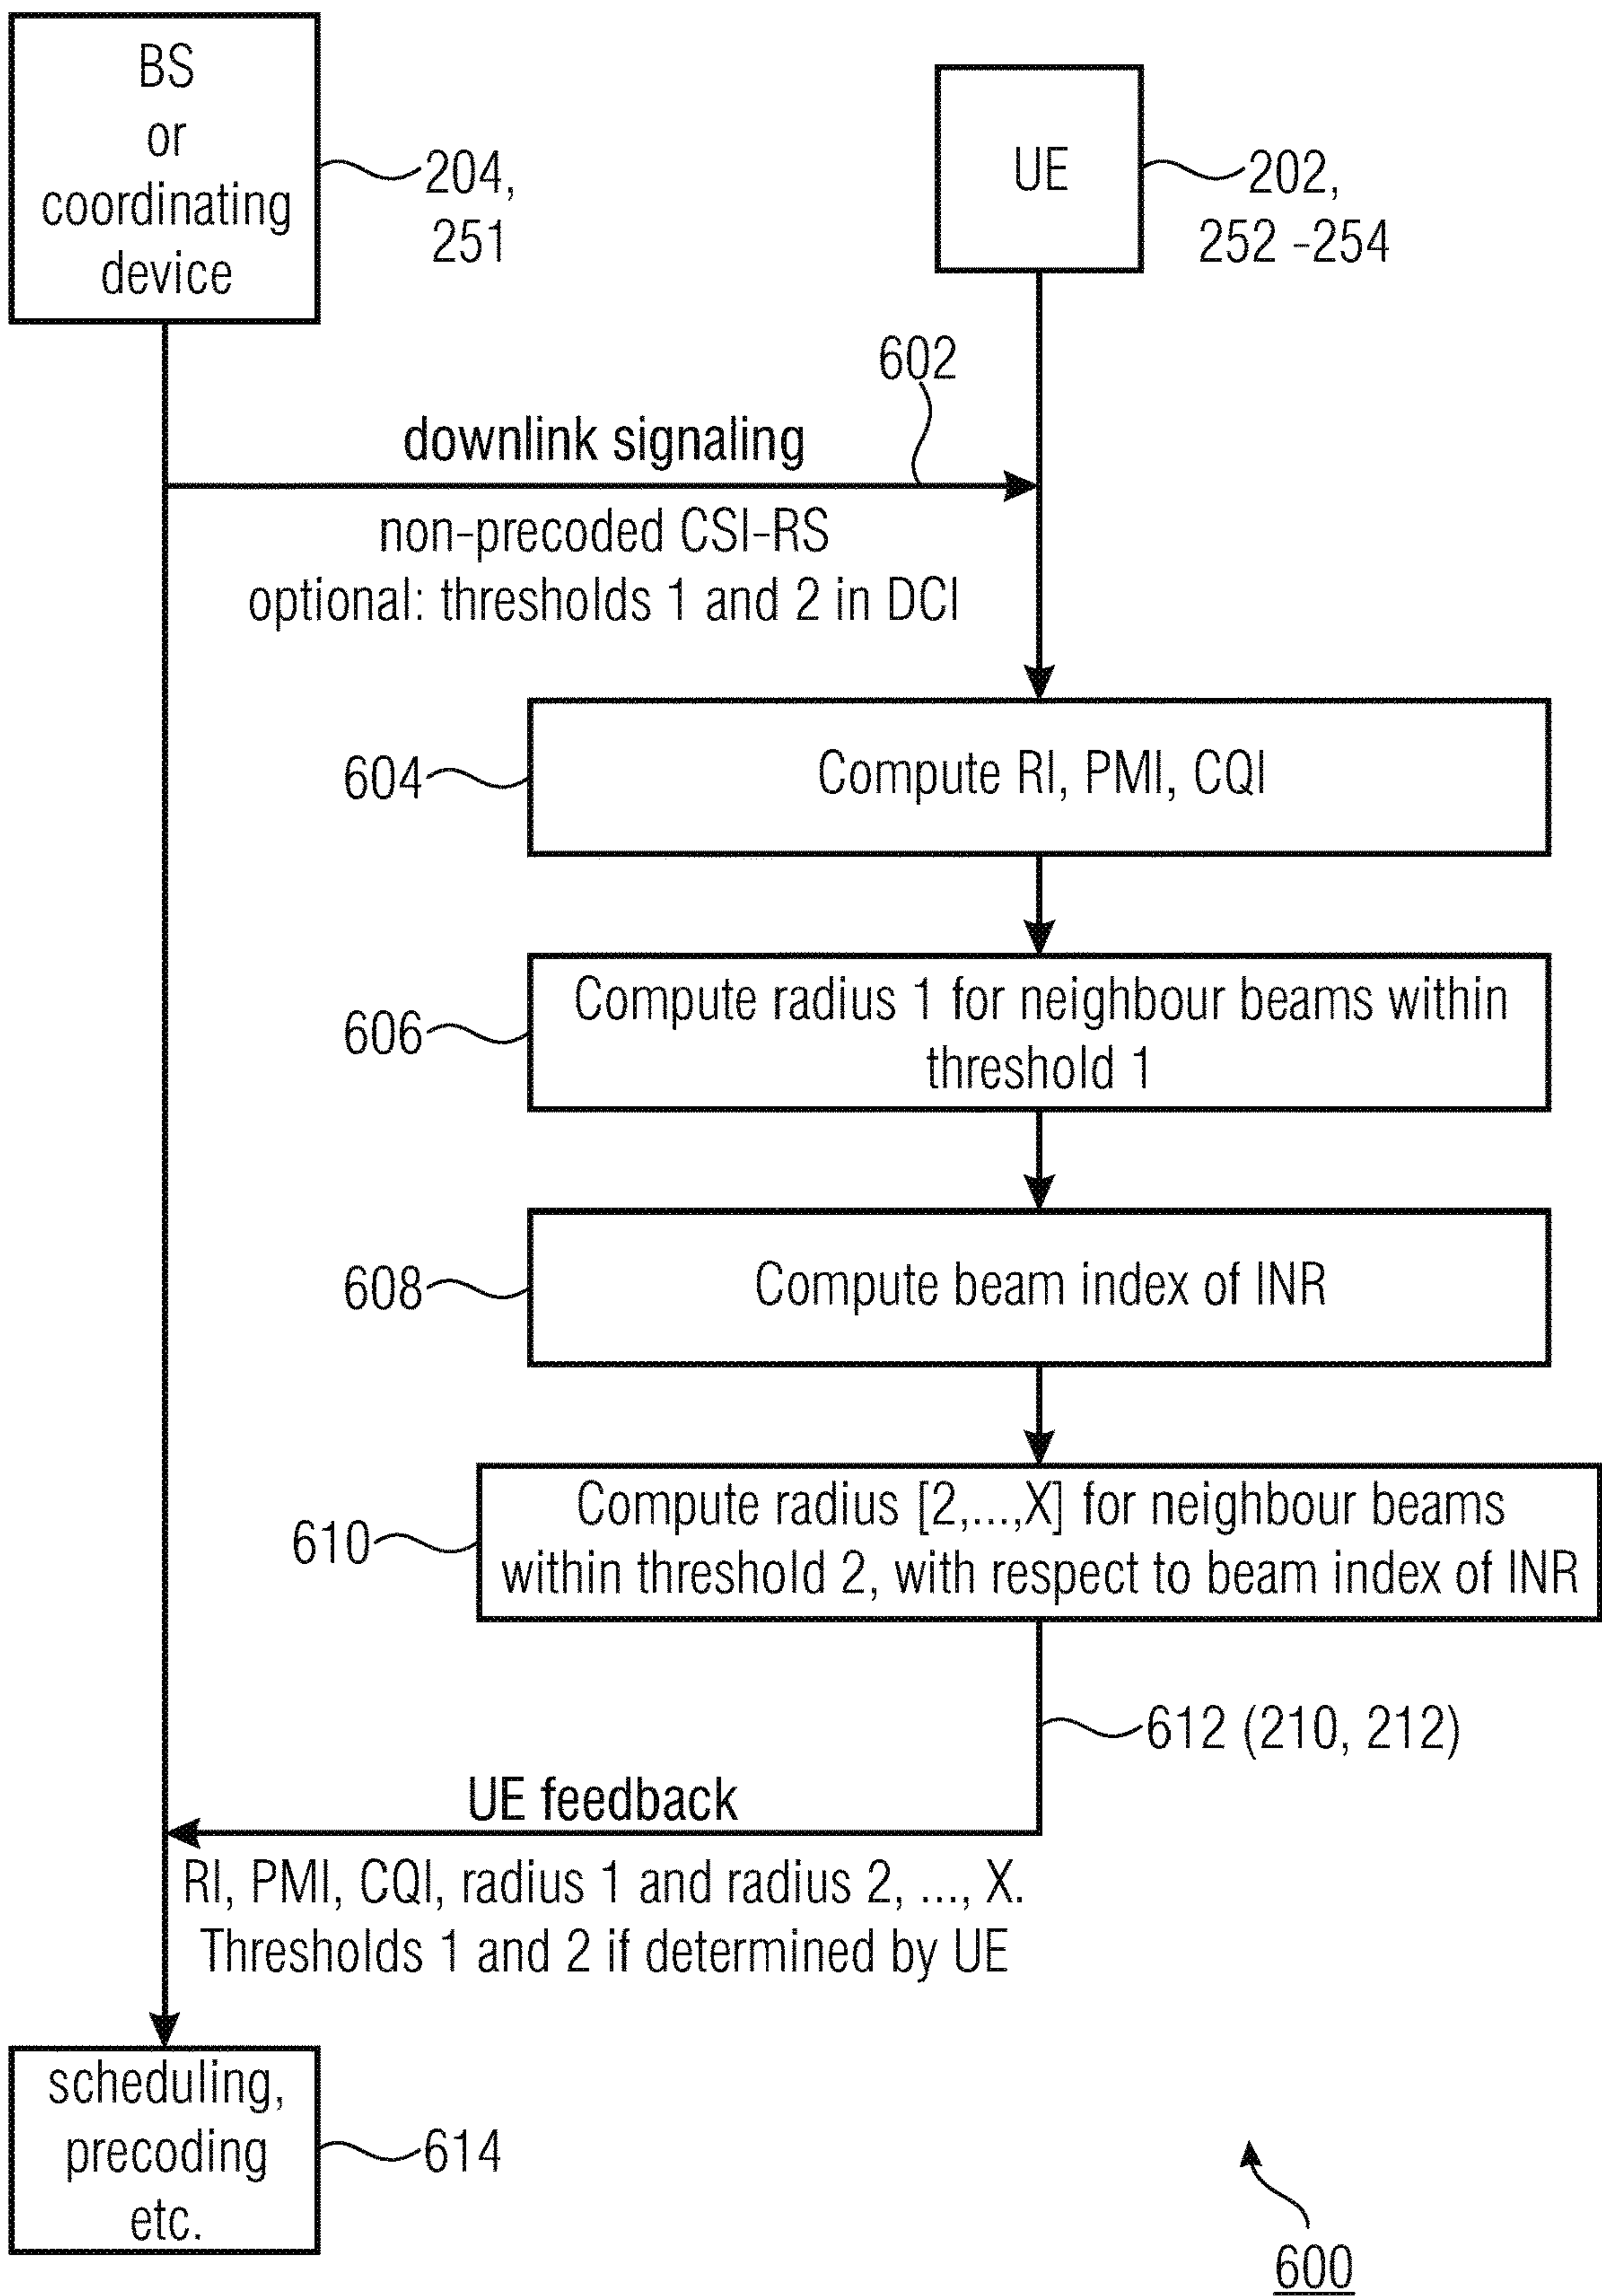 BS
or
coordinating
device
204,
251
UE
202,
252 -254
602
downlink signaling
non-precoded CSI-RS
optional: thresholds 1 and 2 in DCI
604
Compute RI, PMI, CQI
606
Compute radius 1 for neighbour beams within
threshold 1
608
Compute beam index of INR
610
Compute radius [2,...,X] for neighbour beams
within threshold 2, with respect to beam index of INR
612 (210, 212)
UE feedback
RI, PMI, CQI, radius 1 and radius 2, ..., X.
Thresholds 1 and 2 if determined by UE
scheduling,
precoding
etc.
614
600